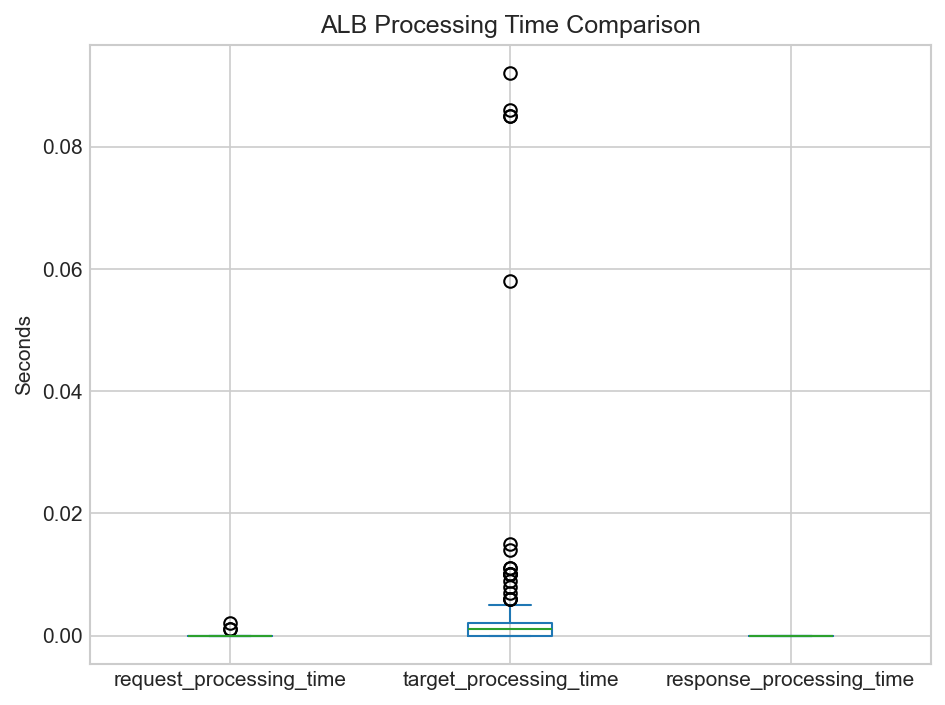 ALB Processing Time Comparison
Seconds
0.08
0.06
0.04
0.02
0.00
request_processing_time
target_processing_time
response_processing_time